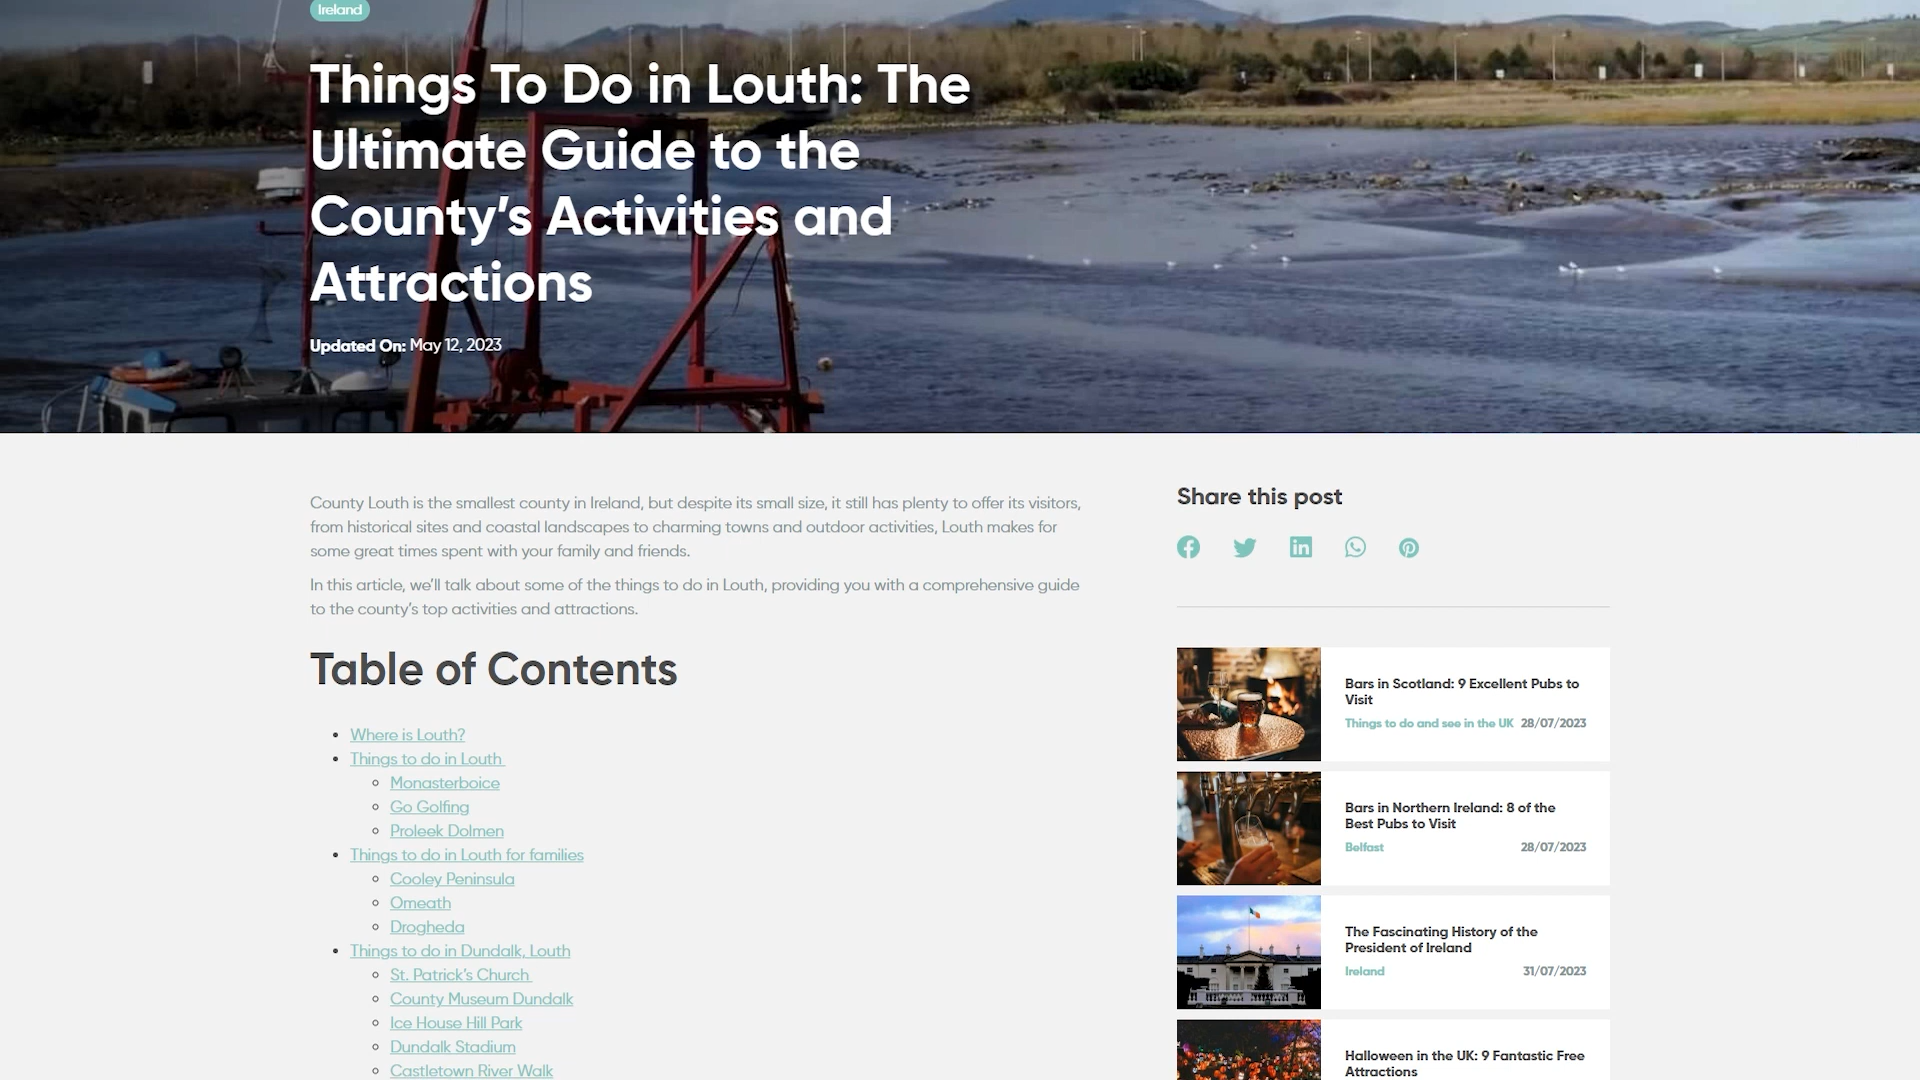 Ireland
Things To Do in Louth: The
Ultimate Guide to the
County’s Activities and
Attractions
Updated On: May 12, 2023
County Louth is the smallest county in Ireland, but despite its small size, it still has plenty to offer its visitors,
from historical sites and coastal landscapes to charming towns and outdoor activities, Louth makes for
some great times spent with your family and friends.
In this article, we’ll talk about some of the things to do in Louth, providing you with a comprehensive guide
to the county’s top activities and attractions.
Table of Contents
Where is Louth?
Things to do in Louth
Monasterboice
Go Golfing
Proleek Dolmen
Things to do in Louth for families
Cooley Peninsula
Omeath
Drogheda
Things to do in Dundalk, Louth
St. Patrick’s Church
County Museum Dundalk
Ice House Hill Park
Dundalk Stadium
Castletown River Walk
Share this post
Bars in Scotland: 9 Excellent Pubs to
Visit
Things to do and see in the UK 28/07/2023
Bars in Northern Ireland: 8 of the
Best Pubs to Visit
Belfast 28/07/2023
The Fascinating History of the
President of Ireland
Ireland 31/07/2023
Halloween in the UK: 9 Fantastic Free
Attractions